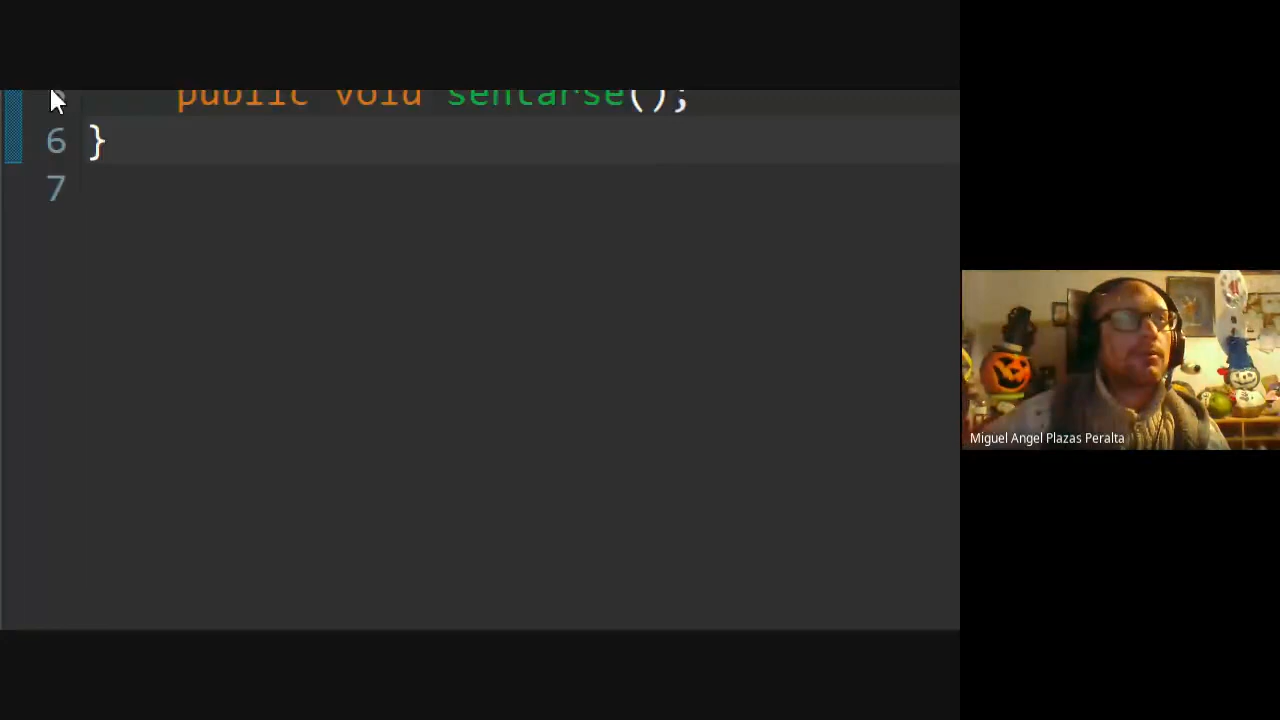 public void sentarse();
6 }
7
Miguel Angel Plazas Peralta